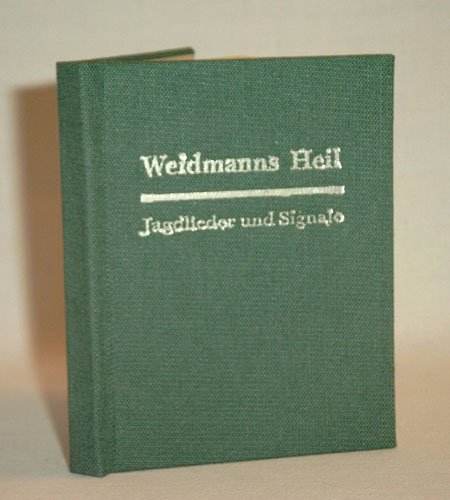 Weidmanns Heil
Jagdlieder und Signale